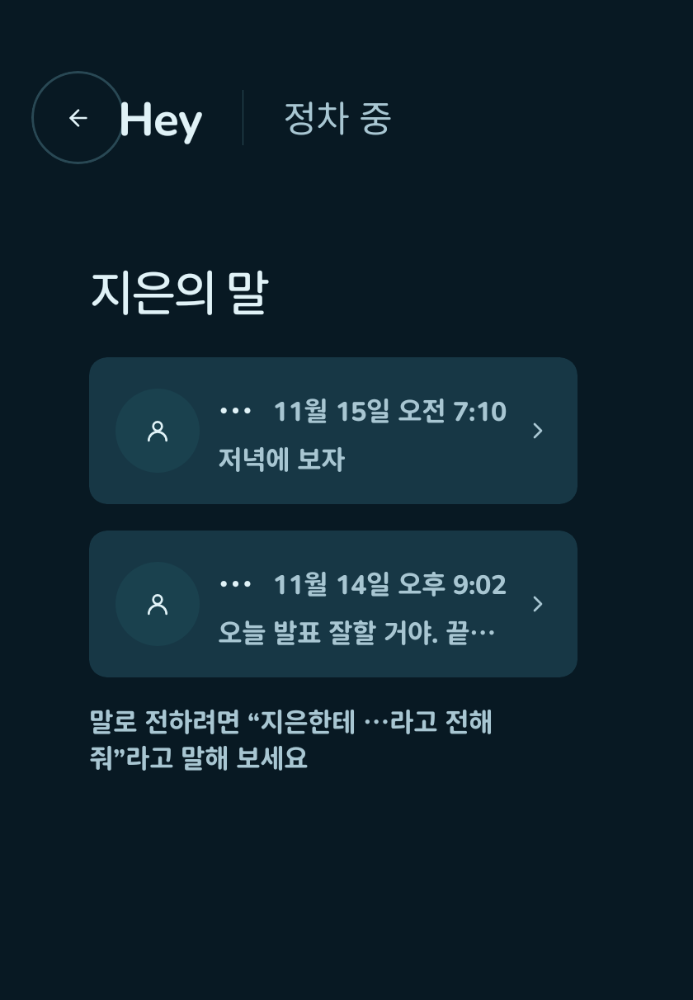 Hey
정차 중
지은의 말
··· 11월 15일 오전 7:10
저녁에 보자
··· 11월 14일 오후 9:02
오늘 발표 잘할 거야. 끝···
말로 전하려면 “지은한테 ···라고 전해
줘”라고 말해 보세요